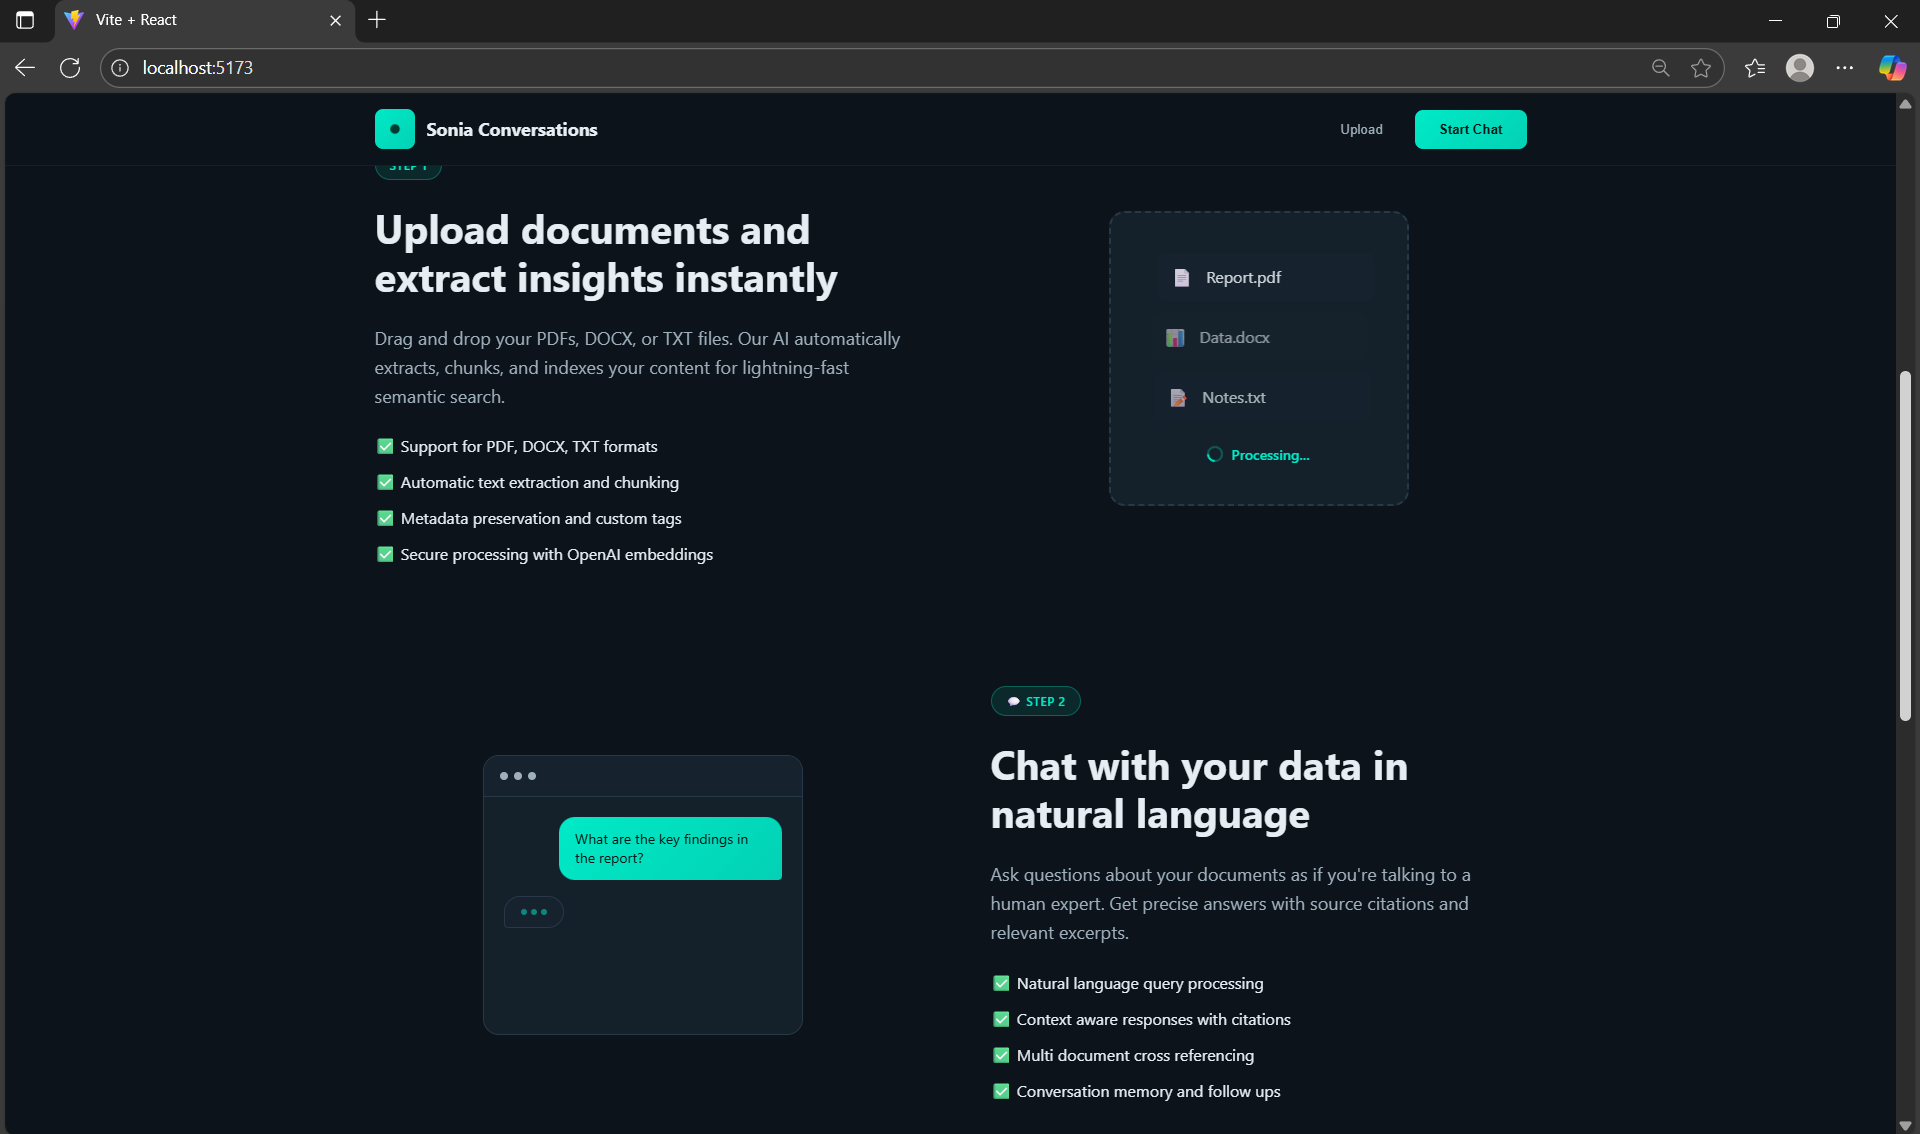 Vite + React
localhost:5173
Sonia Conversations
Upload
Start Chat
STEP 1
Upload documents and
extract insights instantly
Drag and drop your PDFs, DOCX, or TXT files. Our AI automatically
extracts, chunks, and indexes your content for lightning-fast
semantic search.
Support for PDF, DOCX, TXT formats
Automatic text extraction and chunking
Metadata preservation and custom tags
Secure processing with OpenAI embeddings
Report.pdf
Data.docx
Notes.txt
Processing...
What are the key findings in
the report?
STEP 2
Chat with your data in
natural language
Ask questions about your documents as if you're talking to a
human expert. Get precise answers with source citations and
relevant excerpts.
Natural language query processing
Context aware responses with citations
Multi document cross referencing
Conversation memory and follow ups